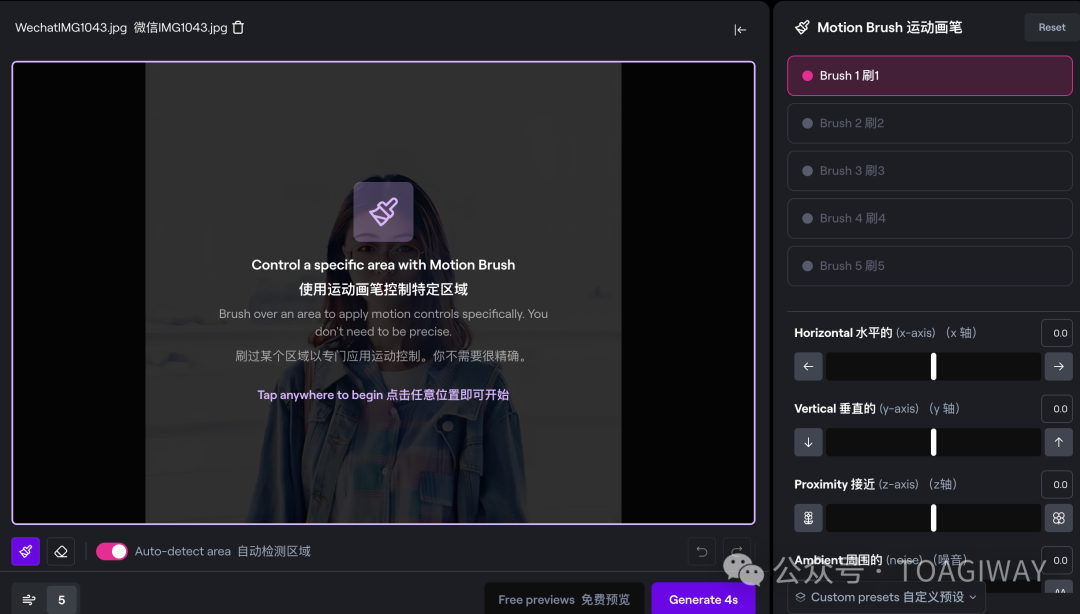 WechatIMG1043.jpg 微信IMG1043.jpg
Motion Brush 运动画笔
Reset
Brush 1 刷1
Brush 2 刷2
Brush 3 刷3
Brush 4 刷4
Brush 5 刷5
Control a specific area with Motion Brush
使用运动画笔控制特定区域
Brush over an area to apply motion controls specifically. You
don't need to be precise.
刷过某个区域以专门应用运动控制。你不需要很精确。
Tap anywhere to begin 点击任意位置即可开始
Horizontal 水平的 (x-axis) （x 轴） 0.0
Vertical 垂直的 (y-axis) （y 轴） 0.0
Proximity 接近 (z-axis) （z轴） 0.0
Ambient 周围的 (noise) （噪音） 0.0
Auto-detect area 自动检测区域
公众号 · TOAGIWAY
Custom presets 自定义预设
5
Free previews 免费预览
Generate 4s